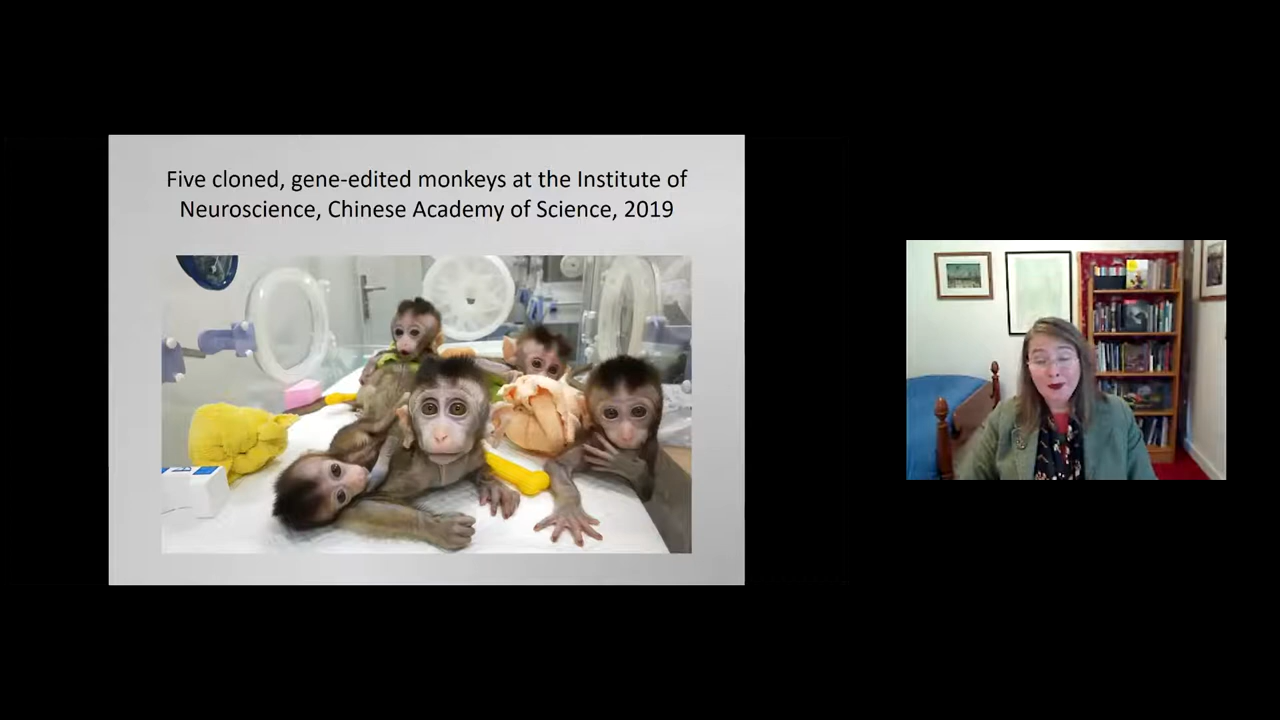 Five cloned, gene-edited monkeys at the Institute of
Neuroscience, Chinese Academy of Science, 2019